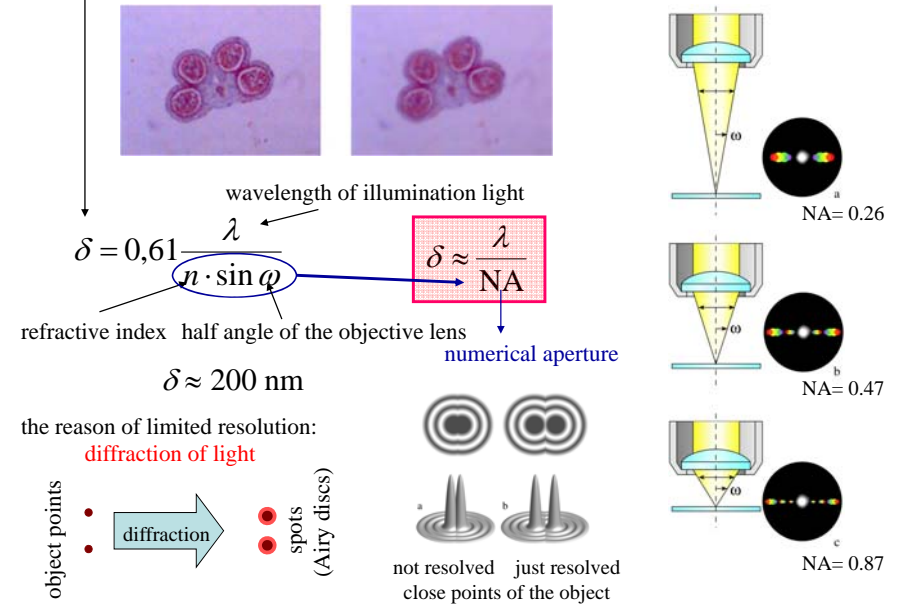 wavelength of illumination light
δ = 0,61 λ / n · sin ω
δ ≈ λ / NA
refractive index
half angle of the objective lens
numerical aperture
δ ≈ 200 nm
the reason of limited resolution:
diffraction of light
object points
diffraction
spots
(Airy discs)
a
b
not resolved
just resolved
close points of the object
ω
a
NA= 0.26
ω
b
NA= 0.47
ω
c
NA= 0.87